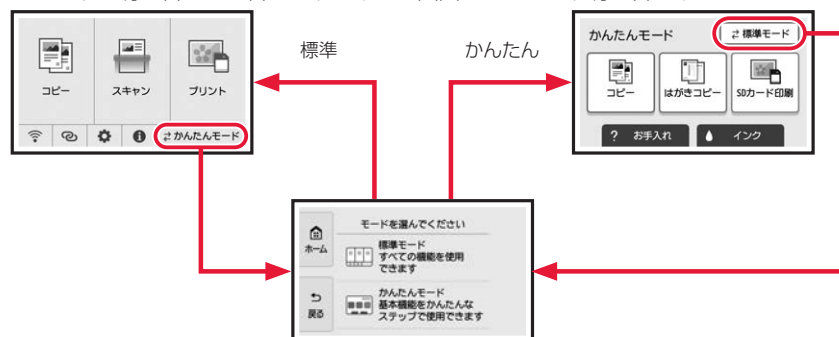 標準
かんたん
コピー
スキャン
プリント
かんたんモード
かんたんモード
標準モード
コピー
はがきコピー
SDカード印刷
? お手入れ
インク
モードを選んでください
ホーム
標準モード
すべての機能を使用
できます
戻る
かんたんモード
基本機能をかんたんな
ステップで使用できます